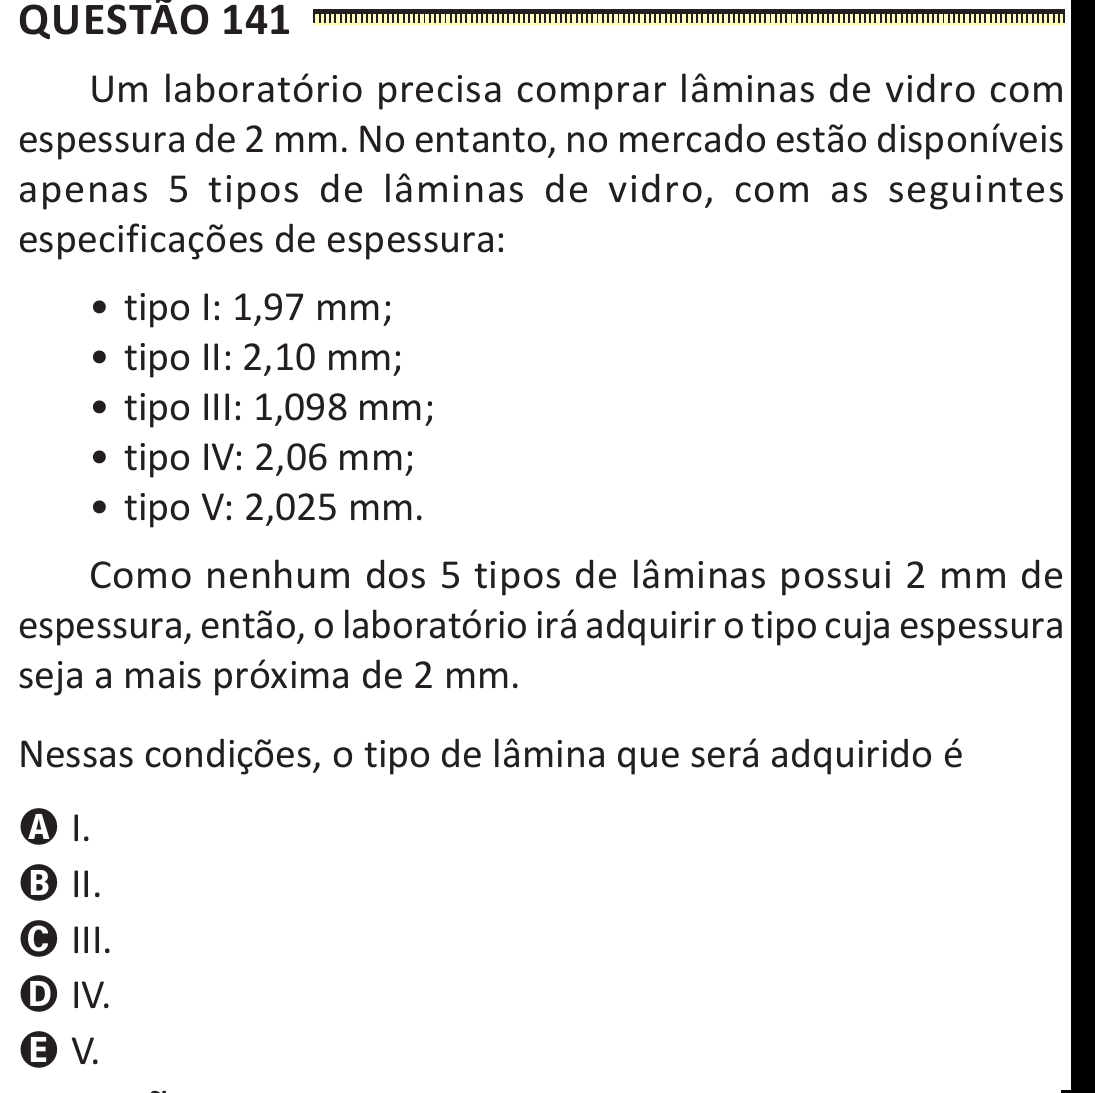 QUESTÃO 141
Um laboratório precisa comprar lâminas de vidro com
espessura de 2 mm. No entanto, no mercado estão disponíveis
apenas 5 tipos de lâminas de vidro, com as seguintes
especificações de espessura:
• tipo I: 1,97 mm;
• tipo II: 2,10 mm;
• tipo III: 1,098 mm;
• tipo IV: 2,06 mm;
• tipo V: 2,025 mm.
Como nenhum dos 5 tipos de lâminas possui 2 mm de
espessura, então, o laboratório irá adquirir o tipo cuja espessura
seja a mais próxima de 2 mm.
Nessas condições, o tipo de lâmina que será adquirido é
A I.
B II.
C III.
D IV.
E V.